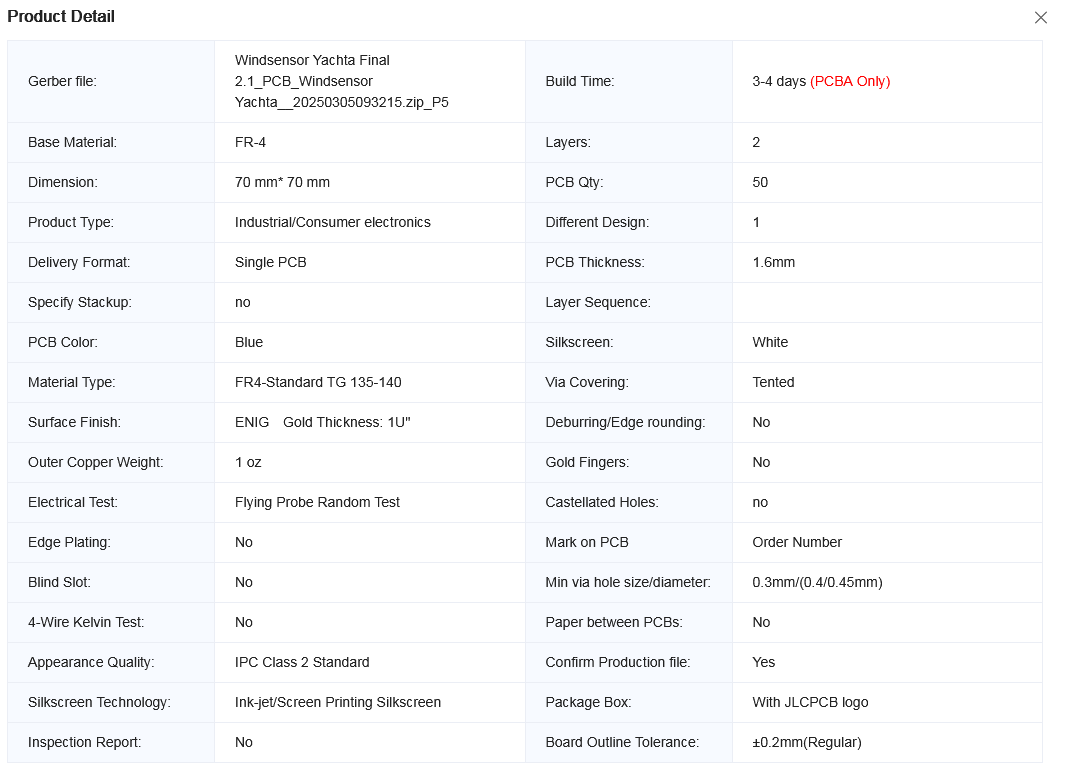 Product Detail
Gerber file:
Windsensor Yachta Final
2.1_PCB_Windsensor
Yachta__20250305093215.zip_P5
Build Time:
3-4 days (PCBA Only)
Base Material:
FR-4
Layers:
2
Dimension:
70 mm* 70 mm
PCB Qty:
50
Product Type:
Industrial/Consumer electronics
Different Design:
1
Delivery Format:
Single PCB
PCB Thickness:
1.6mm
Specify Stackup:
no
Layer Sequence:
PCB Color:
Blue
Silkscreen:
White
Material Type:
FR4-Standard TG 135-140
Via Covering:
Tented
Surface Finish:
ENIG Gold Thickness: 1U"
Deburring/Edge rounding:
No
Outer Copper Weight:
1 oz
Gold Fingers:
No
Electrical Test:
Flying Probe Random Test
Castellated Holes:
no
Edge Plating:
No
Mark on PCB
Order Number
Blind Slot:
No
Min via hole size/diameter:
0.3mm/(0.4/0.45mm)
4-Wire Kelvin Test:
No
Paper between PCBs:
No
Appearance Quality:
IPC Class 2 Standard
Confirm Production file:
Yes
Silkscreen Technology:
Ink-jet/Screen Printing Silkscreen
Package Box:
With JLCPCB logo
Inspection Report:
No
Board Outline Tolerance:
±0.2mm(Regular)